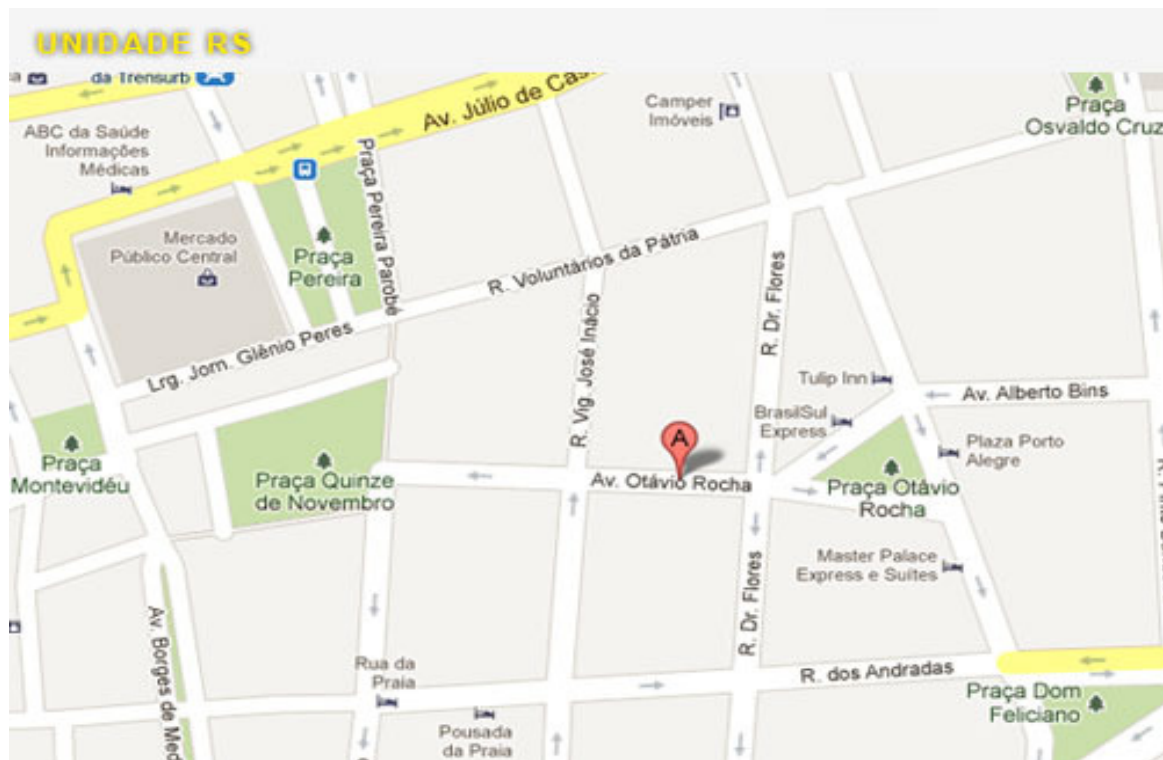 UNIDADE RS
da Trensurb
Av. Júlio de Cas
Camper
Imóveis
Praça
Osvaldo Cruz
ABC da Saúde
Informações
Médicas
Praça Pereira Parobé
Mercado
Público Central
Praça
Pereira
R. Voluntários da Pátria
R. Dr. Flores
Lrg. Jorn. Glênio Peres
R. Vig. José Inácio
Tulip Inn
Av. Alberto Bins
BrasilSul
Express
A
Plaza Porto
Alegre
Praça
Montevidéu
Praça Quinze
de Novembro
Av. Otávio Rocha
Praça Otávio
Rocha
Master Palace
Express e Suítes
R. Dr. Flores
Av. Borges de Med
Rua da
Praia
R. dos Andradas
Praça Dom
Feliciano
Pousada
da Praia